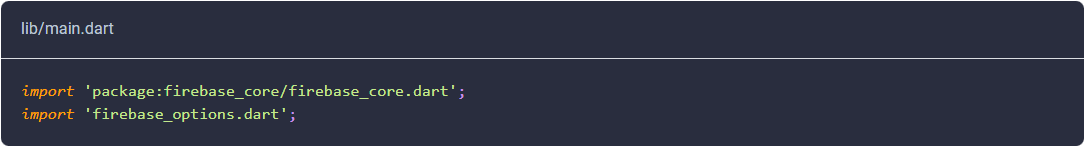 lib/main.dart
import 'package:firebase_core/firebase_core.dart';
import 'firebase_options.dart';